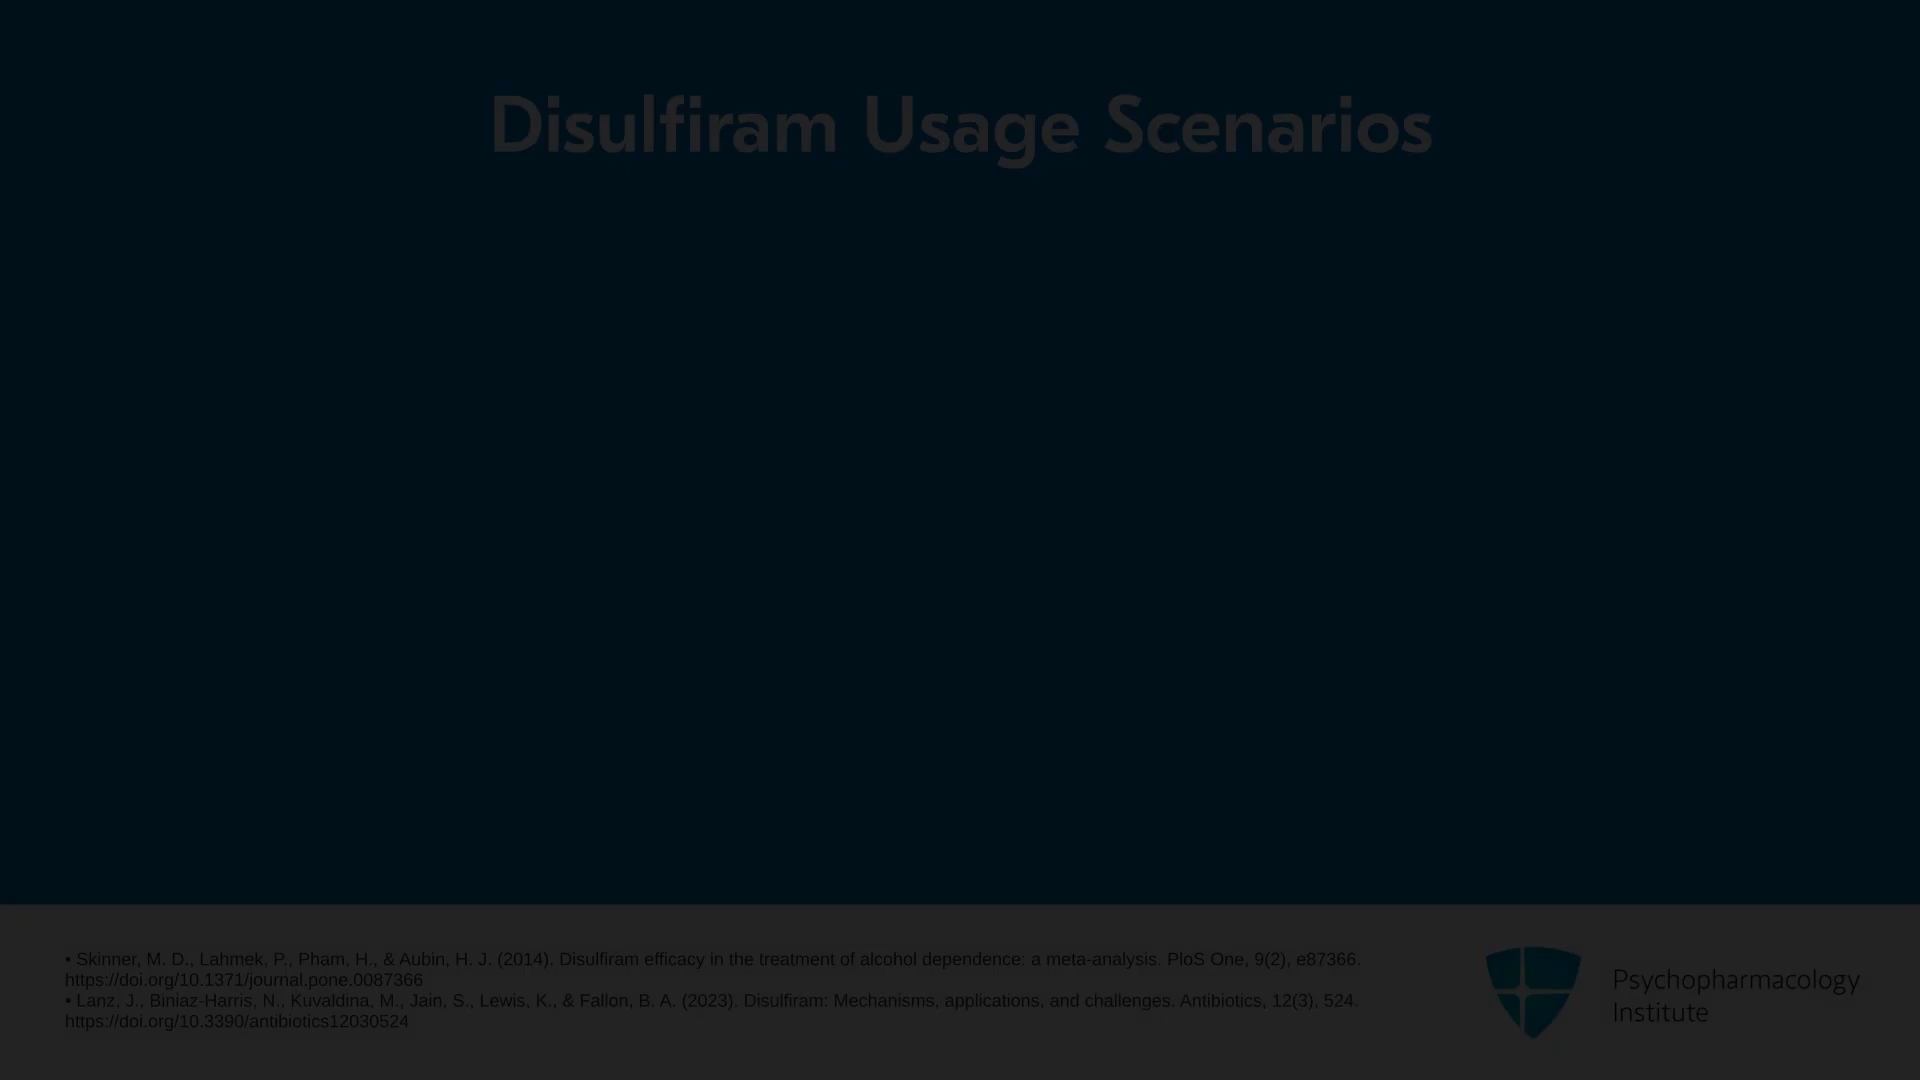 Disulfiram Usage Scenarios
• Skinner, M. D., Lahmek, P., Pham, H., & Aubin, H. J. (2014). Disulfiram efficacy in the treatment of alcohol dependence: a meta-analysis. PloS One, 9(2), e87366.
https://doi.org/10.1371/journal.pone.0087366
• Lanz, J., Biniaz-Harris, N., Kuvaldina, M., Jain, S., Lewis, K., & Fallon, B. A. (2023). Disulfiram: Mechanisms, applications, and challenges. Antibiotics, 12(3), 524.
https://doi.org/10.3390/antibiotics12030524
Psychopharmacology
Institute